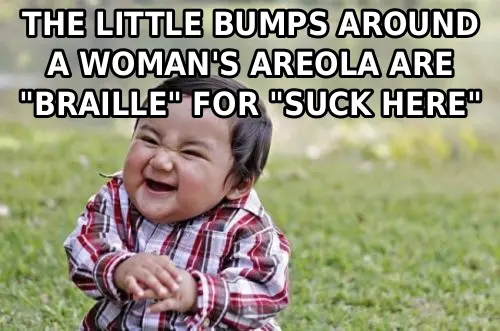 THE LITTLE BUMPS AROUND
A WOMAN'S AREOLA ARE
"BRAILLE" FOR "SUCK HERE"